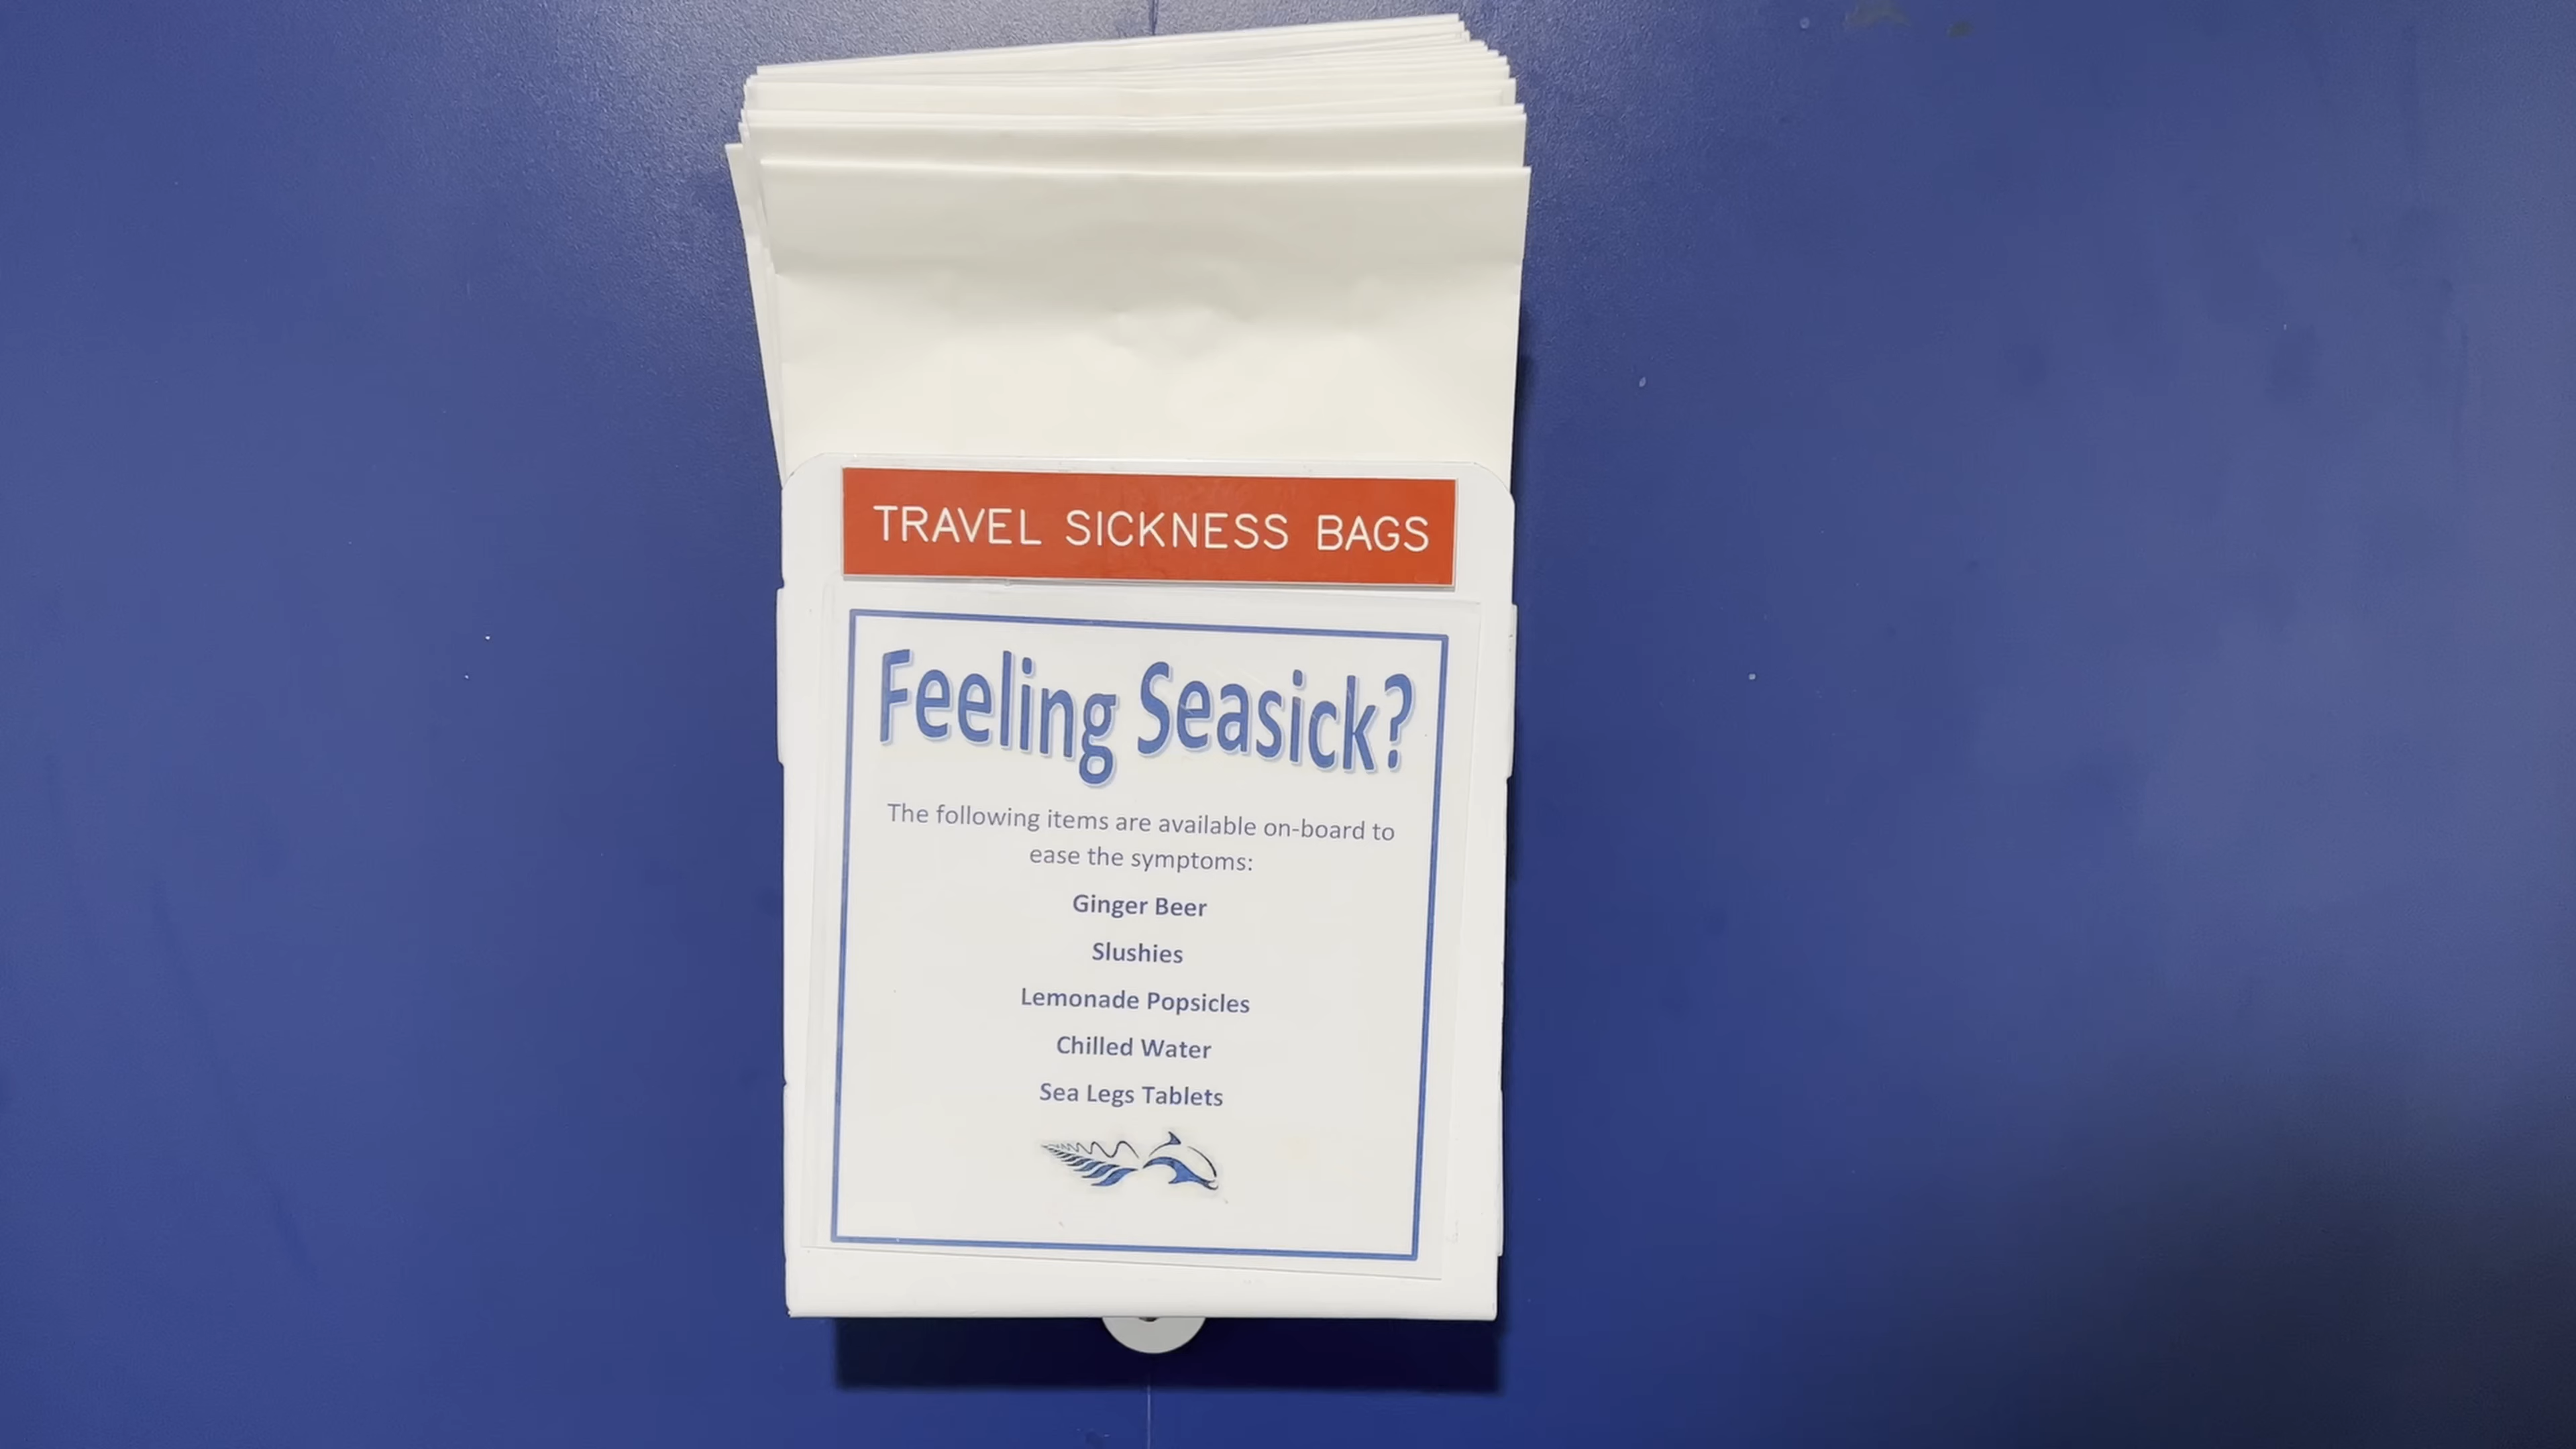 TRAVEL SICKNESS BAGS
Feeling Seasick?
The following items are available on-board to
ease the symptoms:
Ginger Beer
Slushies
Lemonade Popsicles
Chilled Water
Sea Legs Tablets